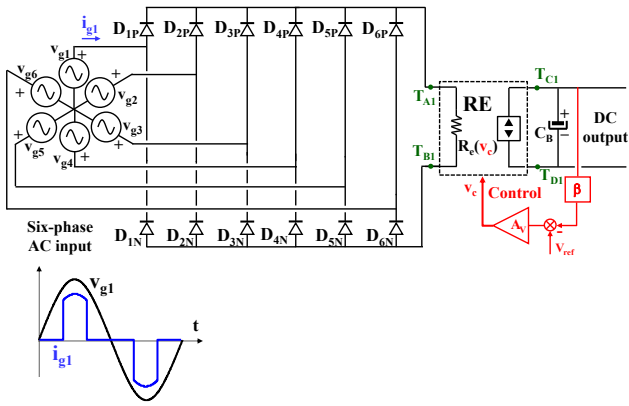 i_g1
D_1P D_2P D_3P D_4P D_5P D_6P
v_g1 +
v_g6 + + v_g2
+ + v_g3
v_g5 v_g4 +
T_A1 RE T_C1
R_e(v_c) C_B + − DC output
T_B1 T_D1
v_c Control β
A_V -
V_ref
Six-phase AC input
D_1N D_2N D_3N D_4N D_5N D_6N
v_g1
t
i_g1